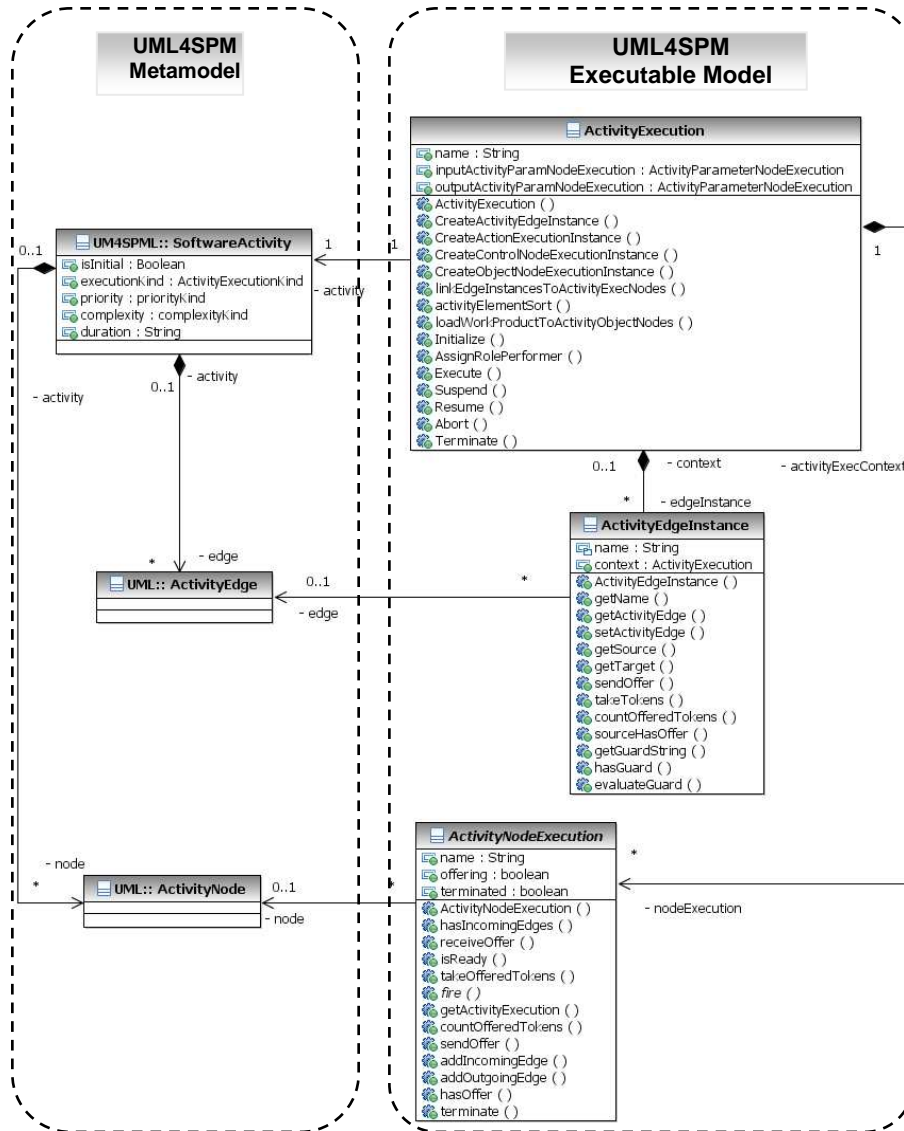 UML4SPM
Metamodel
UML4SPM
Executable Model
ActivityExecution
name : String
inputActivityParamNodeExecution : ActivityParameterNodeExecution
outputActivityParamNodeExecution : ActivityParameterNodeExecution
ActivityExecution ( )
CreateActivityEdgeInstance ( )
CreateActionExecutionInstance ( )
CreateControlNodeExecutionInstance ( )
CreateObjectNodeExecutionInstance ( )
linkEdgeInstancesToActivityExecNodes ( )
activityElementSort ( )
loadWorkProductToActivityObjectNodes ( )
Initialize ( )
AssignRolePerformer ( )
Execute ( )
Suspend ( )
Resume ( )
Abort ( )
Terminate ( )
1
0..1
UM4SPML:: SoftwareActivity
isInitial : Boolean
executionKind : ActivityExecutionKind
priority : priorityKind
complexity : complexityKind
duration : String
1
1
- activity
- activity
0..1
- activity
0..1
- context
- activityExecContext
*
- edgeInstance
ActivityEdgeInstance
name : String
context : ActivityExecution
ActivityEdgeInstance ( )
getName ( )
getActivityEdge ( )
setActivityEdge ( )
getSource ( )
getTarget ( )
sendOffer ( )
takeTokens ( )
countOfferedTokens ( )
sourceHasOffer ( )
getGuardString ( )
hasGuard ( )
evaluateGuard ( )
*
- edge
UML:: ActivityEdge
0..1
*
- edge
ActivityNodeExecution
name : String
offering : boolean
terminated : boolean
ActivityNodeExecution ( )
hasIncomingEdges ( )
receiveOffer ( )
isReady ( )
takeOfferedTokens ( )
fire ( )
getActivityExecution ( )
countOfferedTokens ( )
sendOffer ( )
addIncomingEdge ( )
addOutgoingEdge ( )
hasOffer ( )
terminate ( )
*
- nodeExecution
- node
*
UML:: ActivityNode
0..1
*
- node